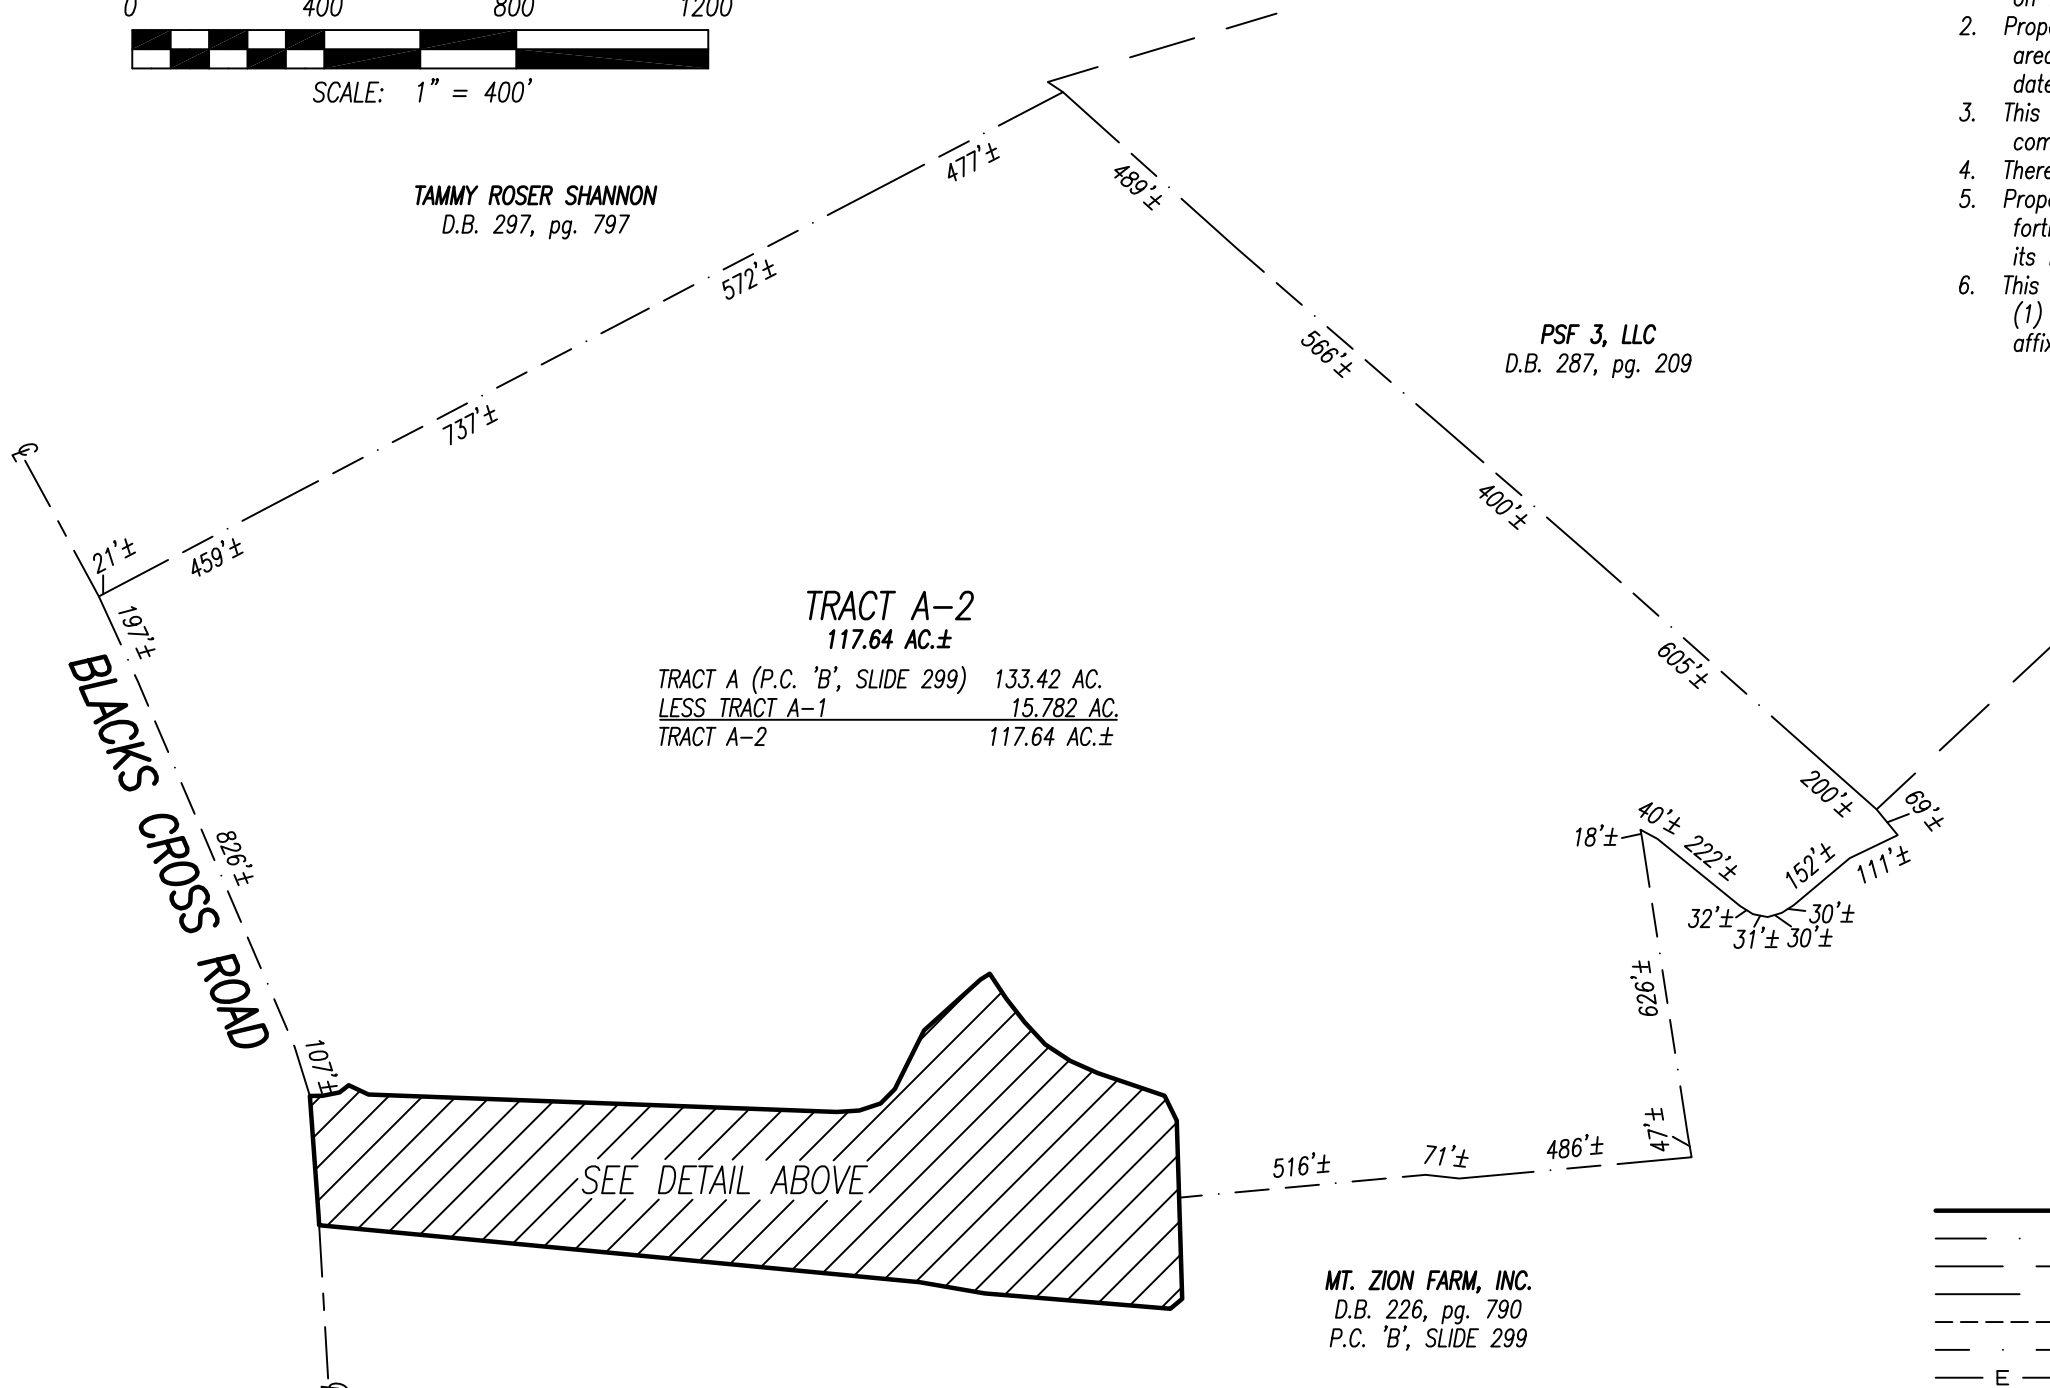 0 400 800 1200
SCALE: 1" = 400'
TAMMY ROSER SHANNON
D.B. 297, pg. 797
477'±
572'±
737'±
459'±
21'±
197'±
BLACKS CROSS ROAD
826'±
107'±
489'±
566'±
400'±
605'±
200'±
69'±
PSF 3, LLC
D.B. 287, pg. 209
2.
3. This
4. There
5.
its
6. This
(1)
TRACT A-2
117.64 AC.±
TRACT A (P.C. 'B', SLIDE 299) 133.42 AC.
LESS TRACT A-1 15.782 AC.
TRACT A-2 117.64 AC.±
18'±
40'±
222'±
152'±
111'±
32'±
31'±
30'±
30'±
626'±
47'±
516'±
71'±
486'±
SEE DETAIL ABOVE
MT. ZION FARM, INC.
D.B. 226, pg. 790
P.C. 'B', SLIDE 299
E